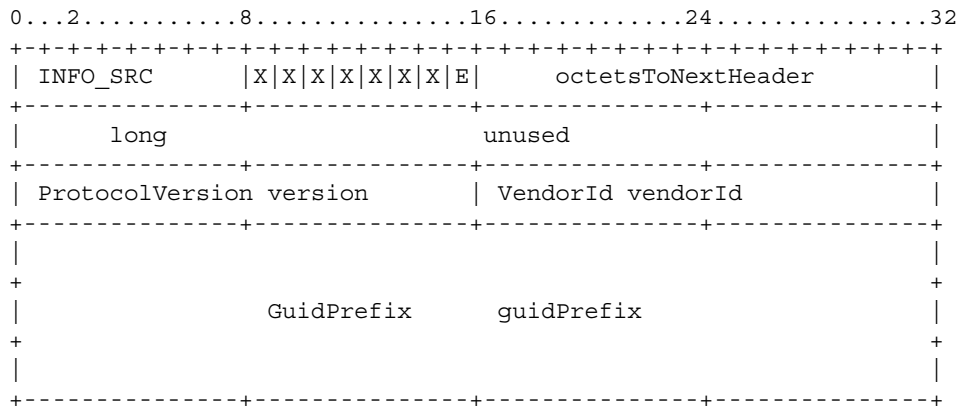 0...2...........8...............16.............24...............32
+-+-+-+-+-+-+-+-+-+-+-+-+-+-+-+-+-+-+-+-+-+-+-+-+-+-+-+-+-+-+-+-+
| INFO_SRC      |X|X|X|X|X|X|X|E|     octetsToNextHeader        |
+---------------+---------------+---------------+---------------+
|      long                      unused                         |
+---------------+---------------+---------------+---------------+
| ProtocolVersion version       | VendorId vendorId             |
+---------------+---------------+---------------+---------------+
|                                                               |
+                                                               +
|                 GuidPrefix      guidPrefix                    |
+                                                               +
|                                                               |
+---------------+---------------+---------------+---------------+